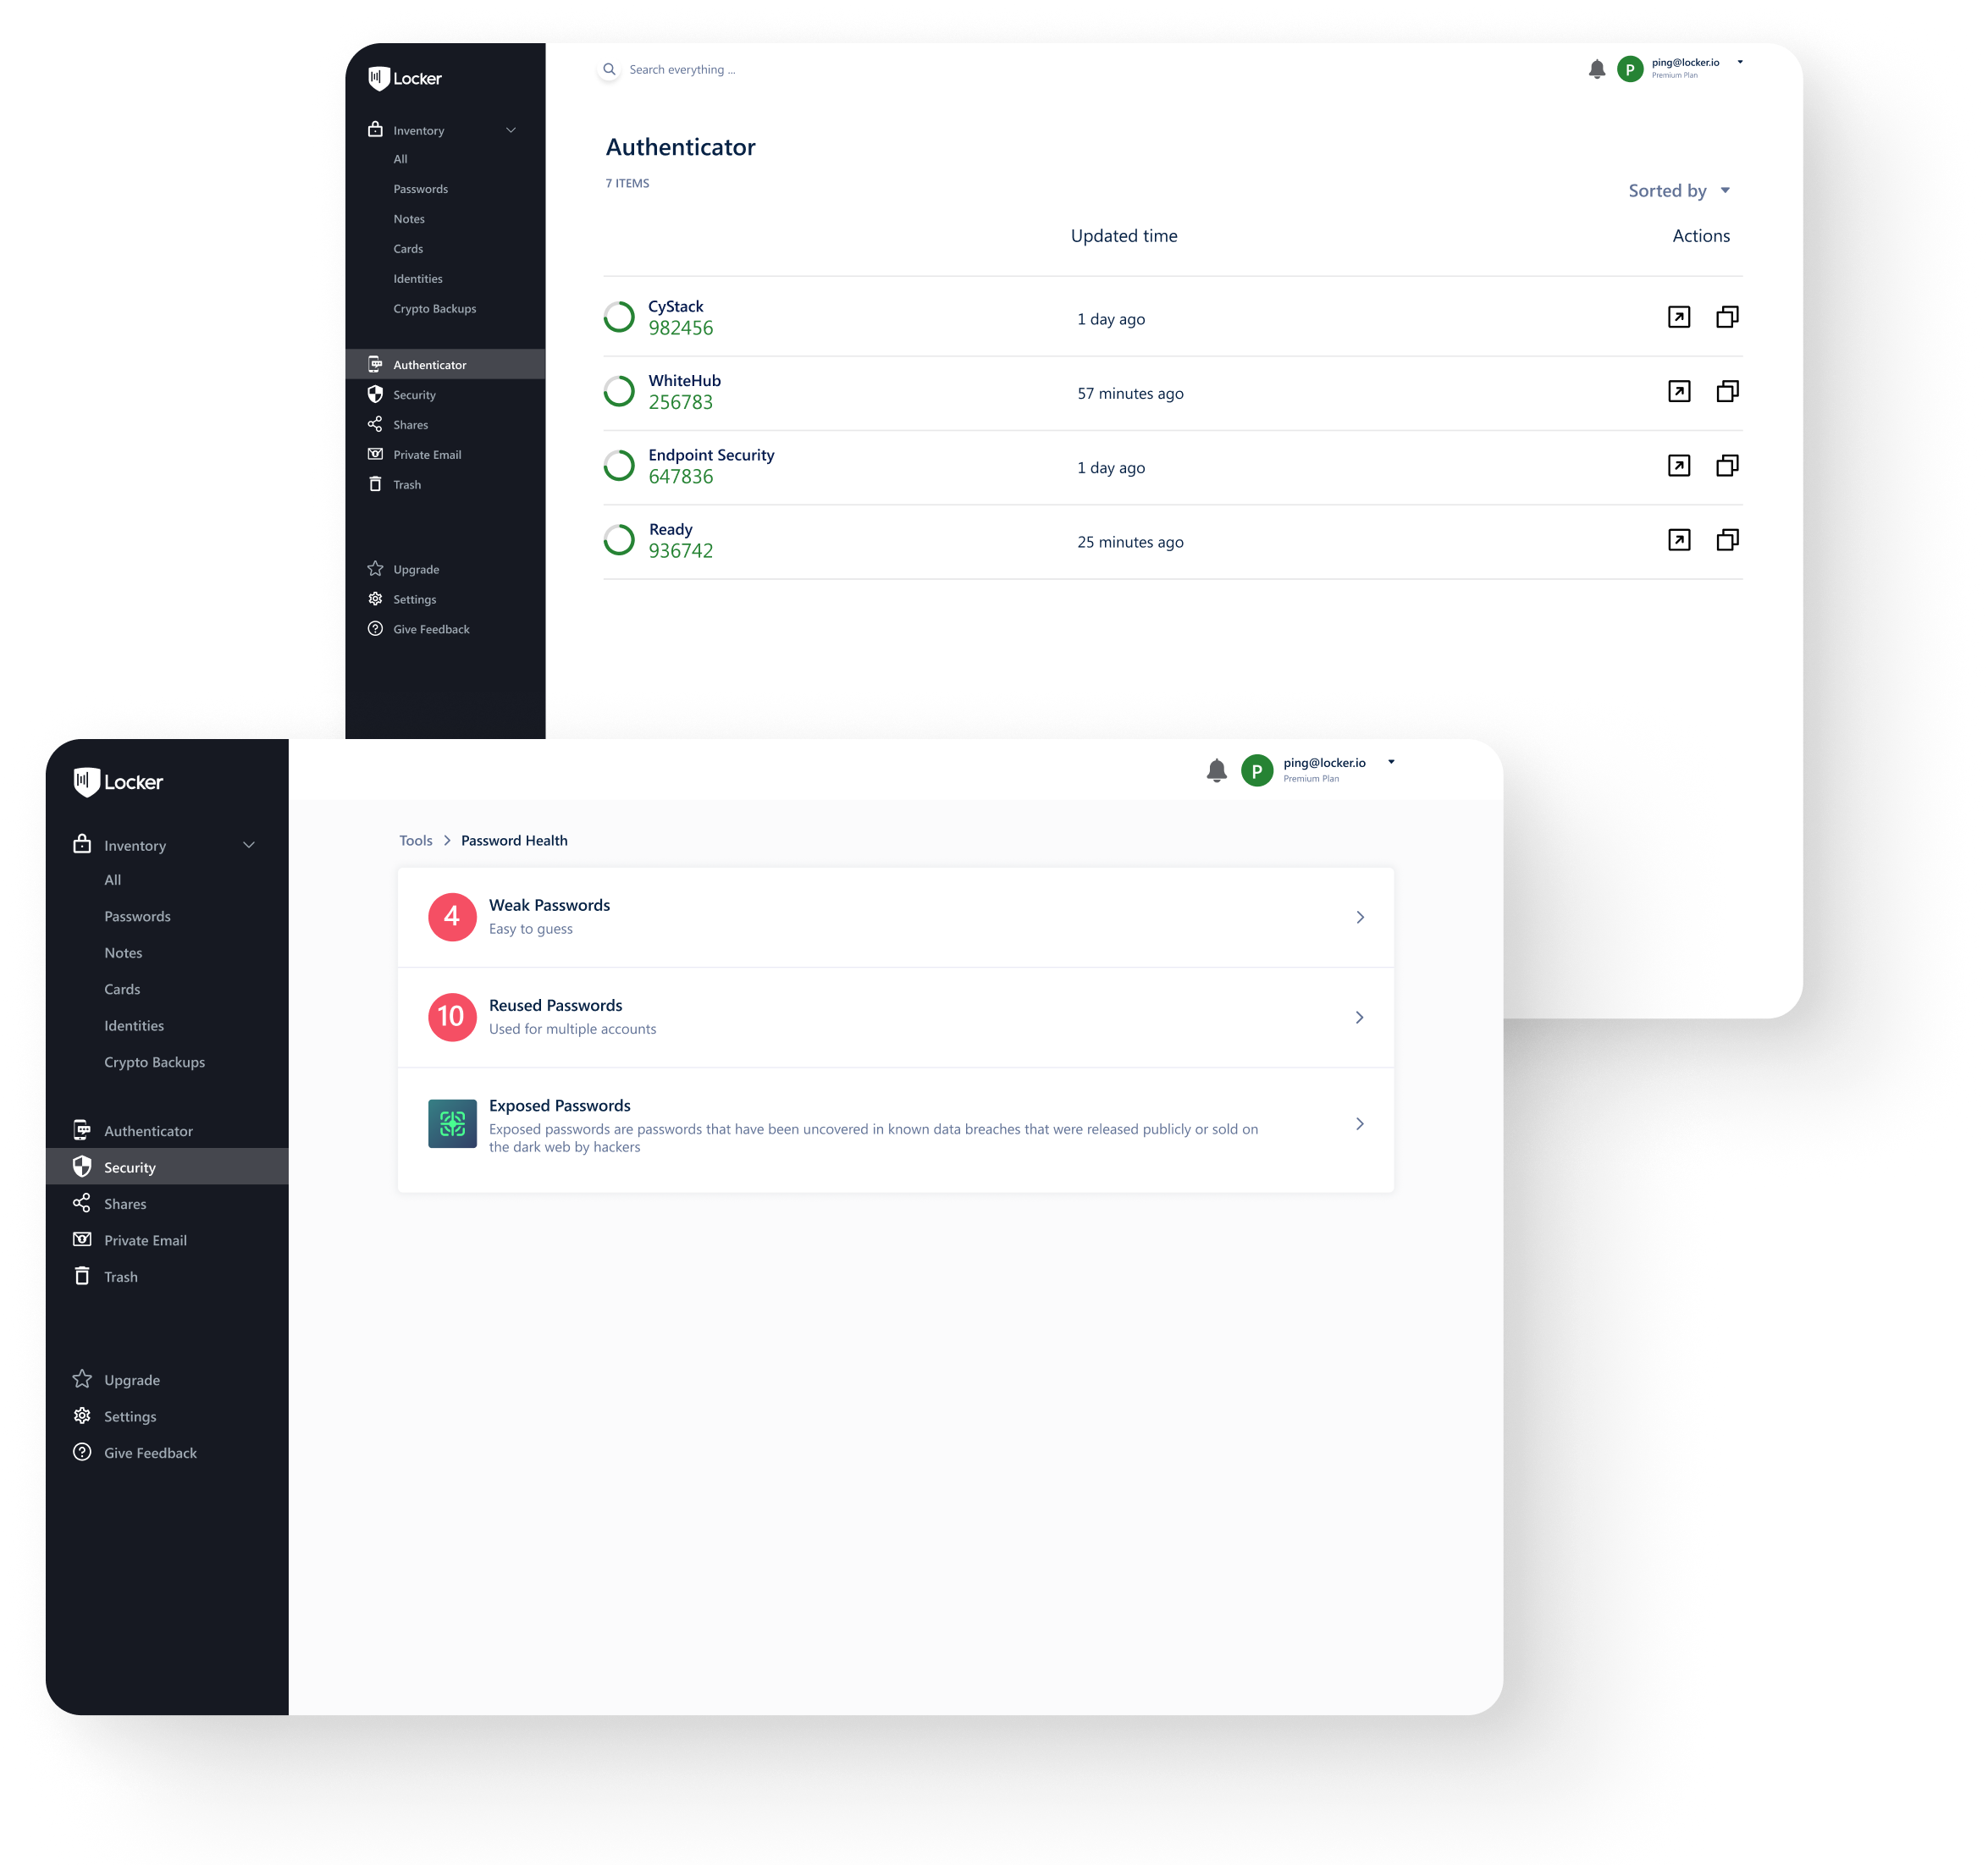 Locker
Inventory
All
Passwords
Notes
Cards
Identities
Crypto Backups
Authenticator
Security
Shares
Private Email
Trash
Upgrade
Settings
Give Feedback
Search everything ...
P
ping@locker.io
Premium Plan
Authenticator
7 ITEMS
Sorted by
Updated time
Actions
CyStack
982456
1 day ago
WhiteHub
256783
57 minutes ago
Endpoint Security
647836
1 day ago
Ready
936742
25 minutes ago
Locker
Inventory
All
Passwords
Notes
Cards
Identities
Crypto Backups
Authenticator
Security
Shares
Private Email
Trash
Upgrade
Settings
Give Feedback
P
ping@locker.io
Premium Plan
Tools > Password Health
4
Weak Passwords
Easy to guess
10
Reused Passwords
Used for multiple accounts
Exposed Passwords
Exposed passwords are passwords that have been uncovered in known data breaches that were released publicly or sold on
the dark web by hackers